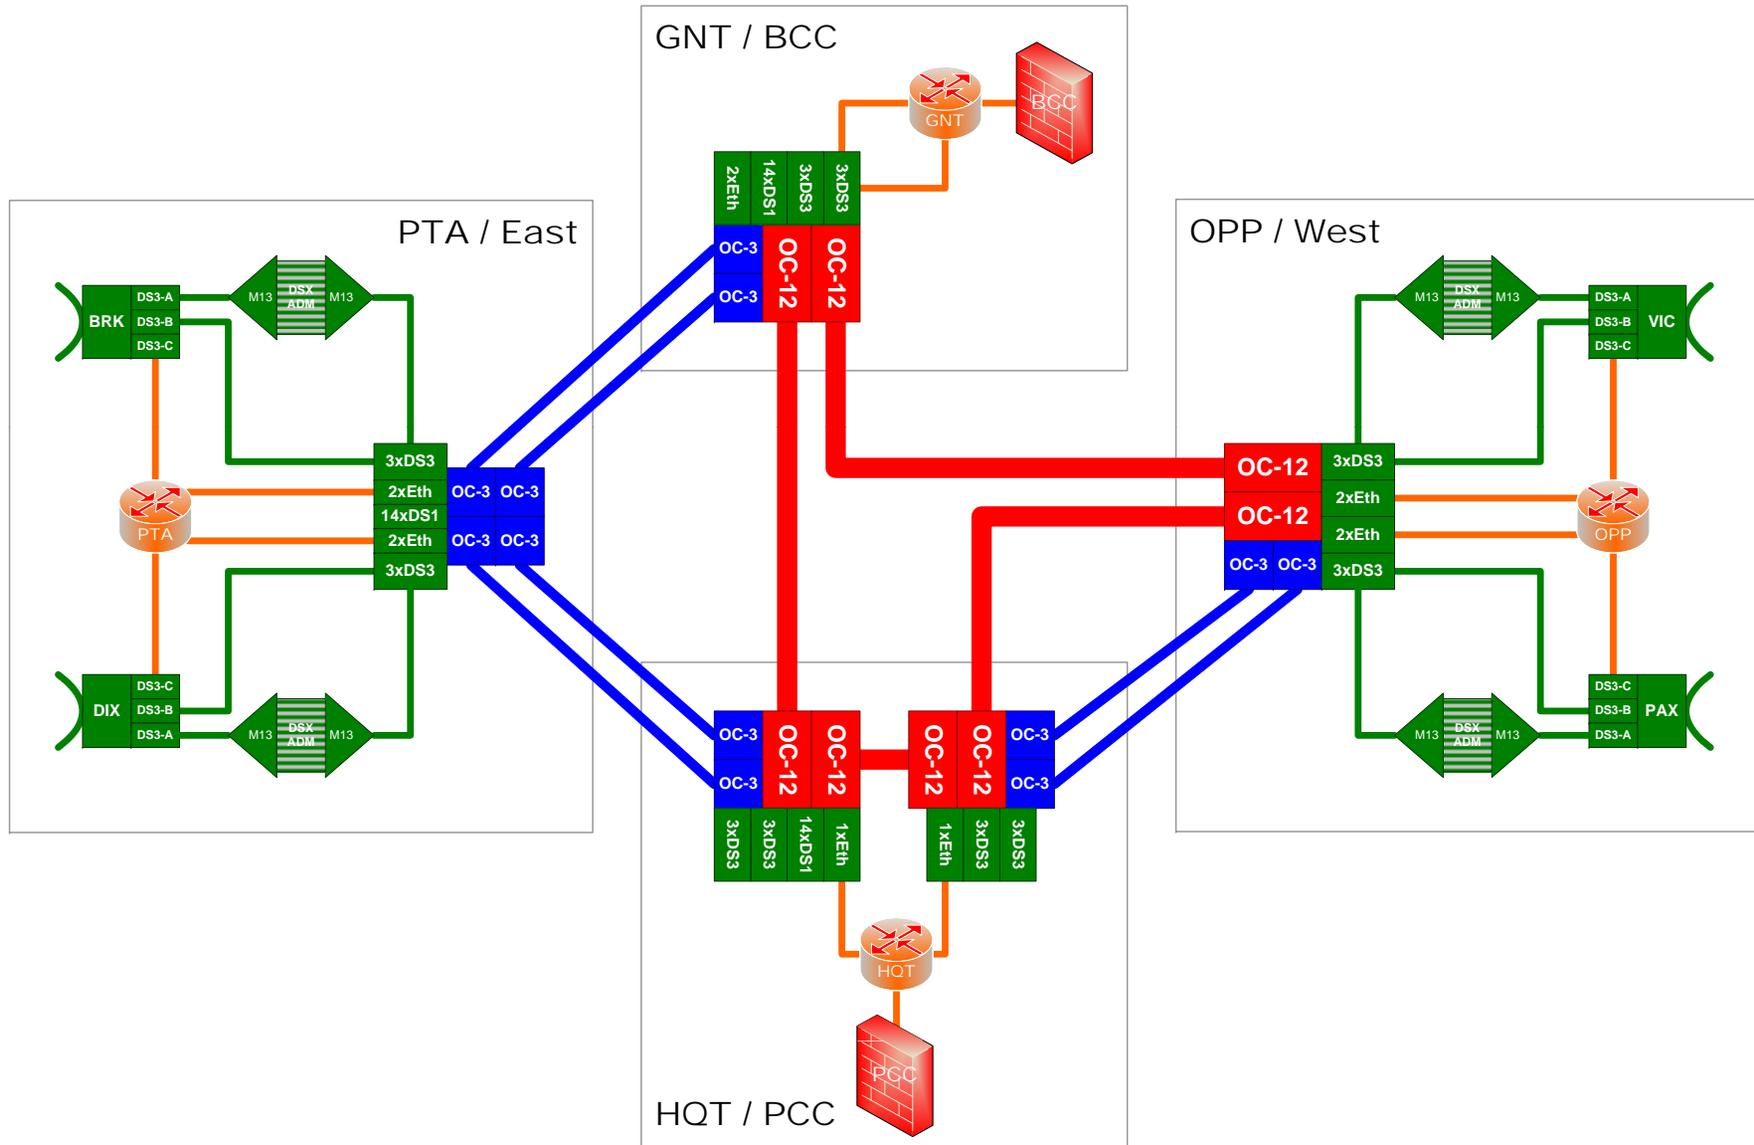 GNT / BCC
BCC
GNT
2xEth
14xDS1
3xDS3
3xDS3
OC-3
OC-3
OC-12
OC-12
PTA / East
BRK
DS3-A
DS3-B
DS3-C
M13
DSX
ADM
M13
3xDS3
2xEth
14xDS1
2xEth
3xDS3
OC-3
OC-3
OC-3
OC-3
PTA
DIX
DS3-C
DS3-B
DS3-A
M13
DSX
ADM
M13
OPP / West
M13
DSX
ADM
M13
DS3-A
DS3-B
DS3-C
VIC
OC-12
OC-12
OC-3
OC-3
3xDS3
2xEth
2xEth
3xDS3
OPP
M13
DSX
ADM
M13
DS3-C
DS3-B
DS3-A
PAX
OC-3
OC-3
OC-12
OC-12
3xDS3
3xDS3
14xDS1
1xEth
OC-12
OC-12
OC-3
OC-3
1xEth
3xDS3
3xDS3
HQT
PCC
HQT / PCC